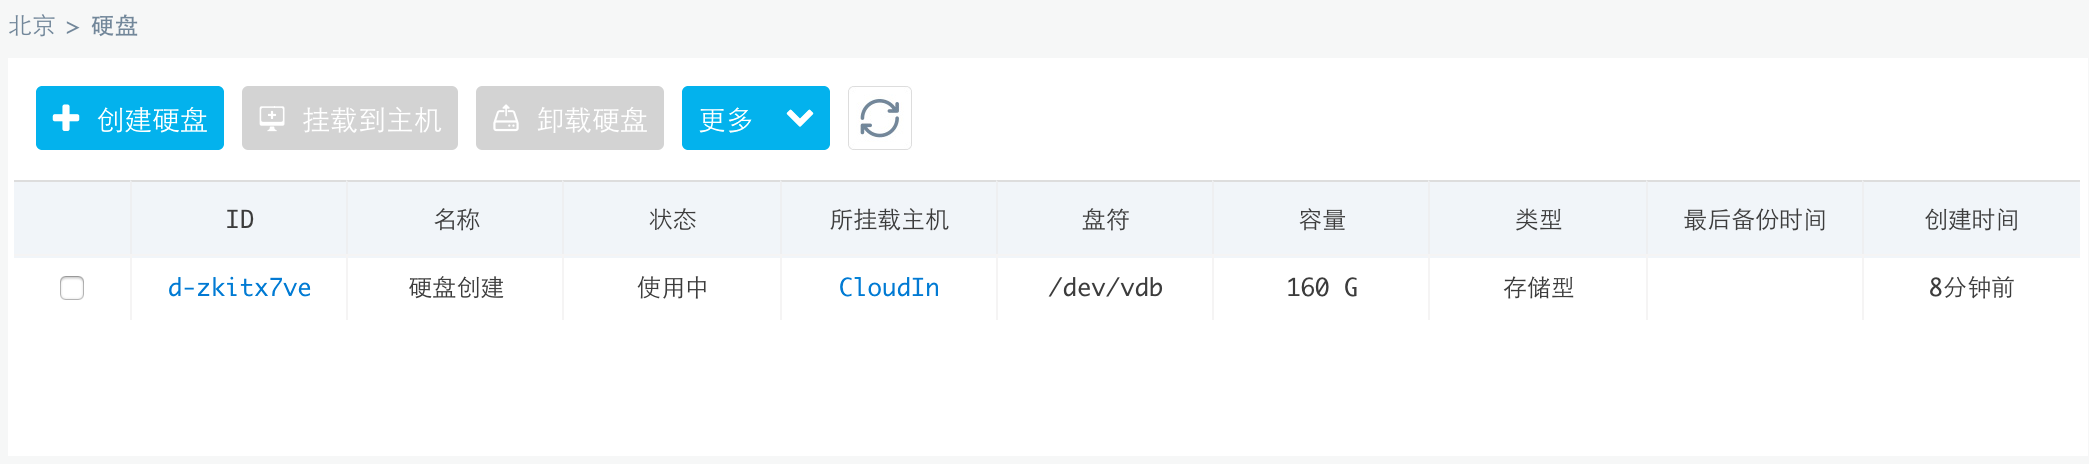 北京 > 硬盘
创建硬盘 挂载到主机 卸载硬盘 更多
ID 名称 状态 所挂载主机 盘符 容量 类型 最后备份时间 创建时间
d-zkitx7ve 硬盘创建 使用中 CloudIn /dev/vdb 160 G 存储型 8分钟前